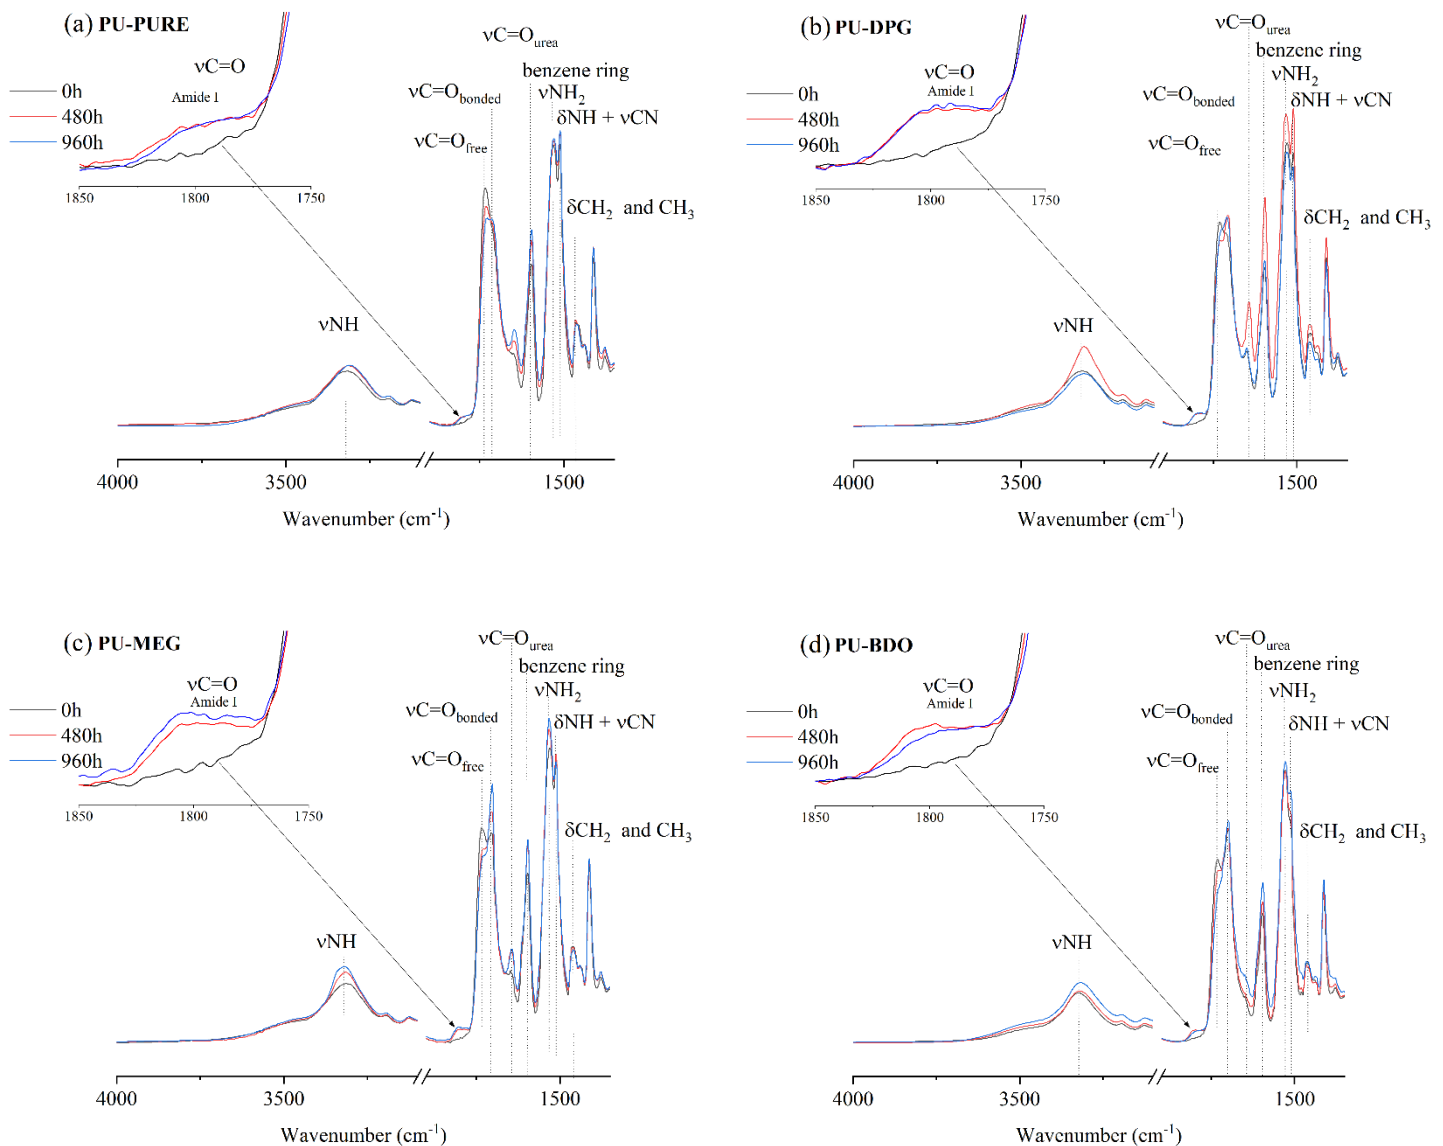 (a) PU-PURE
νC=O
Amide I
0h
480h
960h
1850
1800
1750
νC=Ourea
benzene ring
νC=Obonded
νNH2
δNH + νCN
νC=Ofree
δCH2 and CH3
νNH
4000
3500
1500
Wavenumber (cm-1)
(b) PU-DPG
νC=O
Amide I
0h
480h
960h
1850
1800
1750
νC=Ourea
benzene ring
νC=Obonded
νNH2
δNH + νCN
νC=Ofree
δCH2 and CH3
νNH
4000
3500
1500
Wavenumber (cm-1)
(c) PU-MEG
νC=O
Amide I
0h
480h
960h
1850
1800
1750
νC=Ourea
benzene ring
νNH2
νC=Obonded
δNH + νCN
νC=Ofree
δCH2 and CH3
νNH
4000
3500
1500
Wavenumber (cm-1)
(d) PU-BDO
νC=O
Amide I
0h
480h
960h
1850
1800
1750
νC=Ourea
benzene ring
νNH2
νC=Obonded
δNH + νCN
νC=Ofree
δCH2 and CH3
νNH
4000
3500
1500
Wavenumber (cm-1)